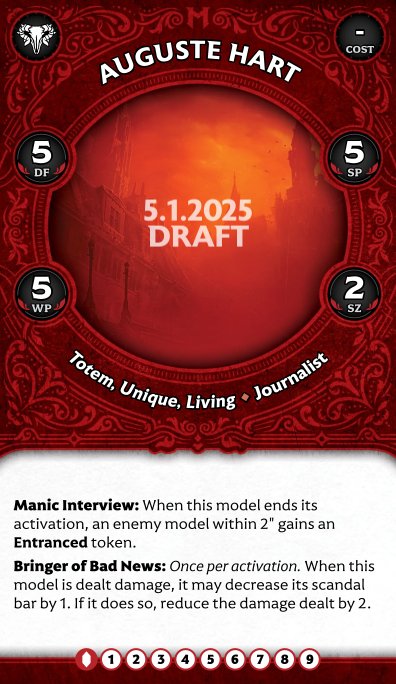 AUGUSTE HART
-
COST
5
DF
5
SP
5.1.2025
DRAFT
5
WP
2
SZ
Totem, Unique, Living ♦ Journalist
Manic Interview: When this model ends its
activation, an enemy model within 2" gains an
Entranced token.
Bringer of Bad News: Once per activation. When this
model is dealt damage, it may decrease its scandal
bar by 1. If it does so, reduce the damage dealt by 2.
1 2 3 4 5 6 7 8 9